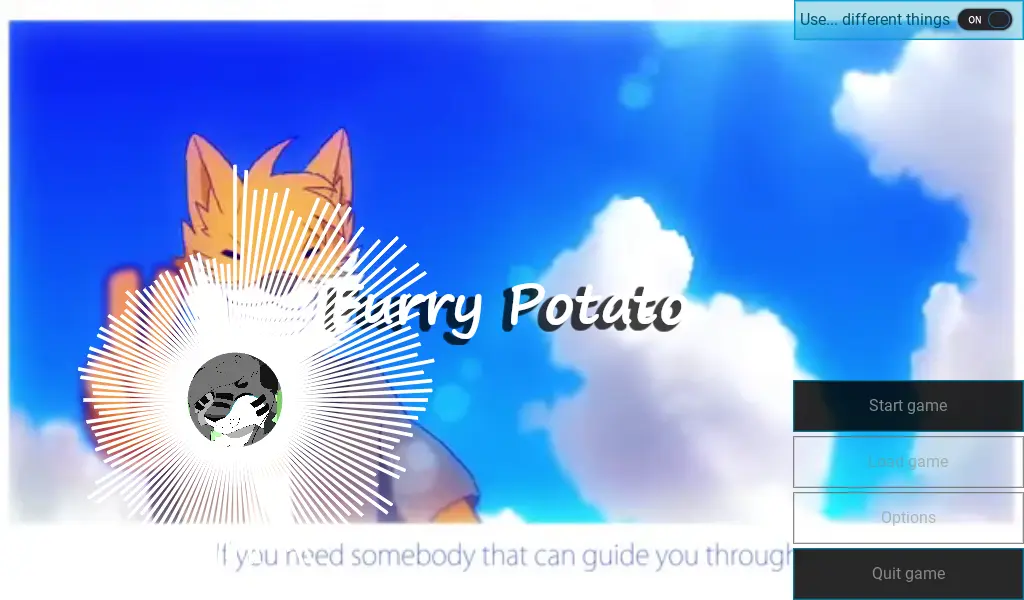 Use... different things ON
Furry Potato
Start game
Load game
Options
Quit game
If you need somebody that can guide you through